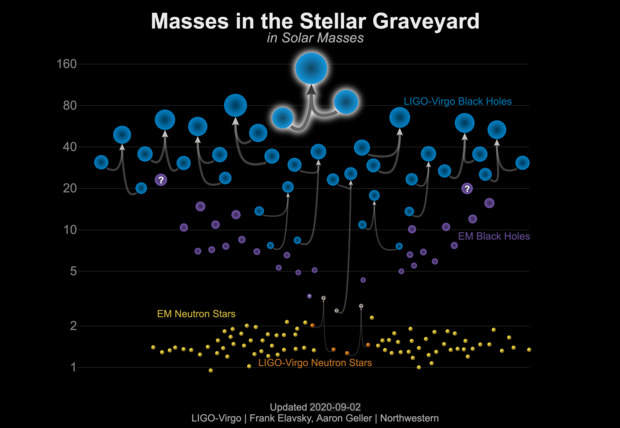 Masses in the Stellar Graveyard
in Solar Masses
160
80
LIGO-Virgo Black Holes
40
20
?
?
10
EM Black Holes
5
EM Neutron Stars
2
LIGO-Virgo Neutron Stars
1
Updated 2020-09-02
LIGO-Virgo | Frank Elavsky, Aaron Geller | Northwestern